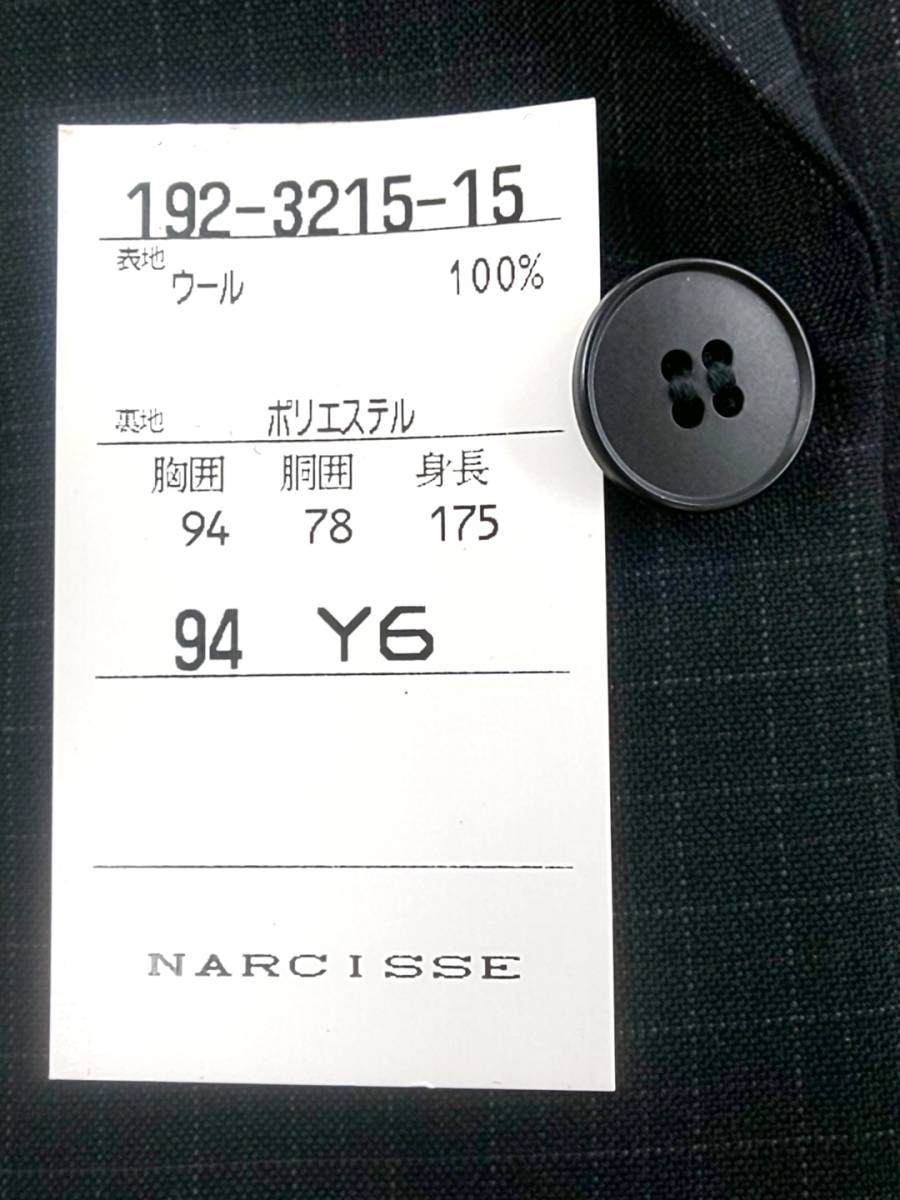 192-3215-15
表地
ウール 100%
裏地 ポリエステル
胸囲 胴囲 身長
94 78 175
94 Y6
NARCISSE